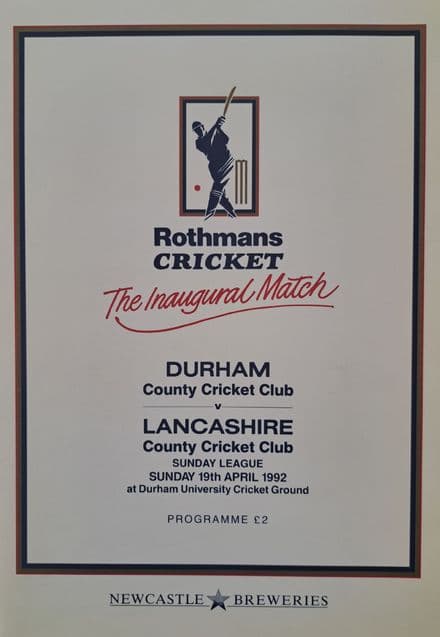 Rothmans
CRICKET
The Inaugural Match
DURHAM
County Cricket Club
v
LANCASHIRE
County Cricket Club
SUNDAY LEAGUE
SUNDAY 19th APRIL 1992
at Durham University Cricket Ground
PROGRAMME £2
NEWCASTLE BREWERIES